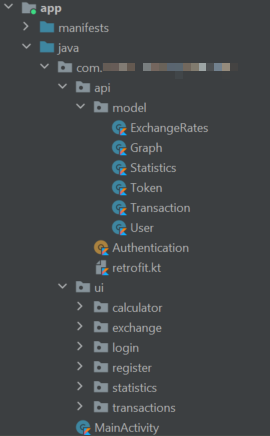 app
manifests
java
com.
api
model
ExchangeRates
Graph
Statistics
Token
Transaction
User
Authentication
retrofit.kt
ui
calculator
exchange
login
register
statistics
transactions
MainActivity